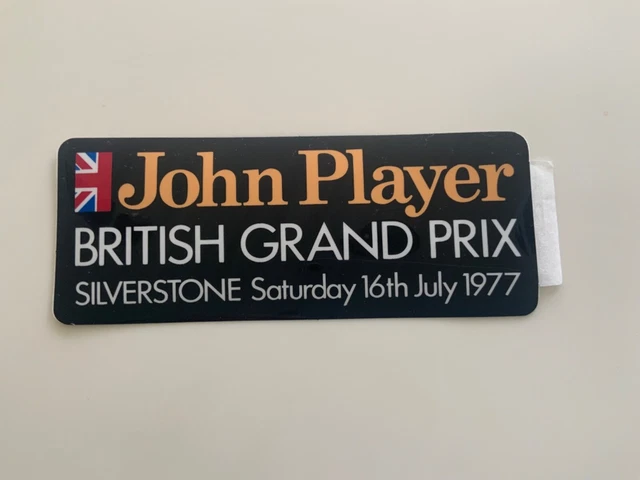 John Player
BRITISH GRAND PRIX
SILVERSTONE Saturday 16th July 1977